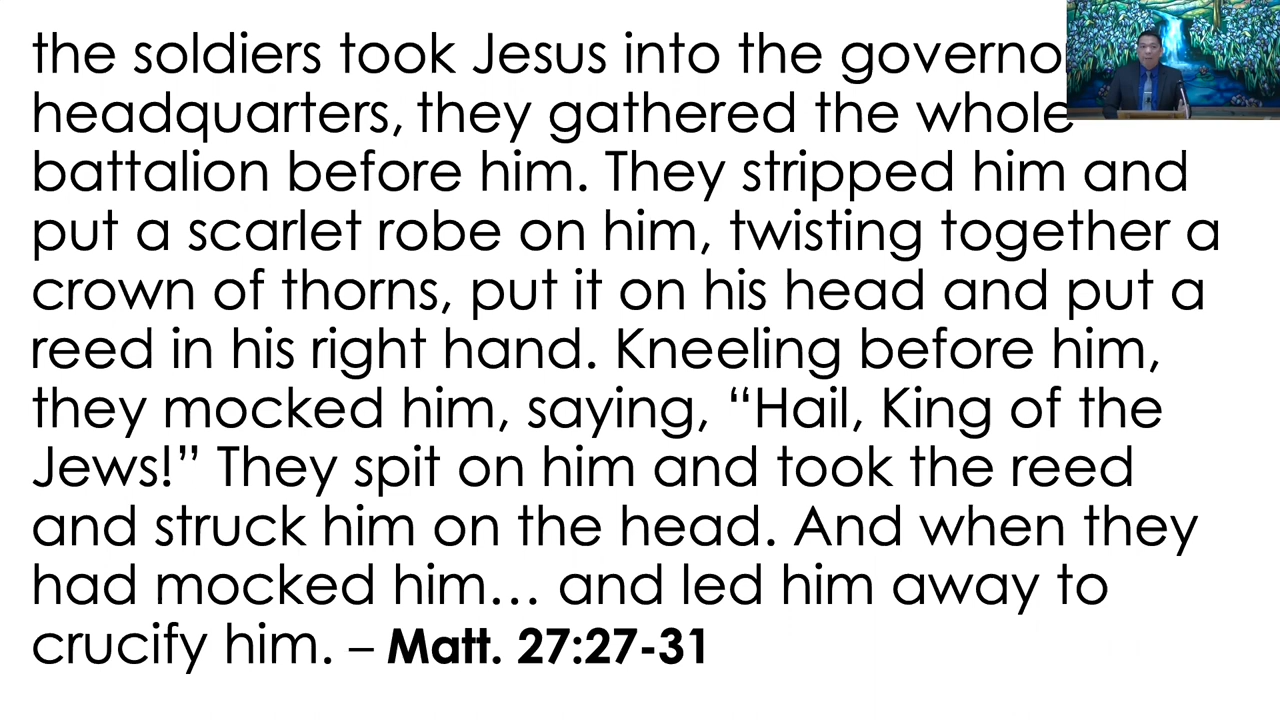 the soldiers took Jesus into the
headquarters, they gathered the whole
battalion before him. They stripped him and
put a scarlet robe on him, twisting together a
crown of thorns, put it on his head and put a
reed in his right hand. Kneeling before him,
they mocked him, saying, “Hail, King of the
Jews!” They spit on him and took the reed
and struck him on the head. And when they
had mocked him… and led him away to
crucify him. – Matt. 27:27-31